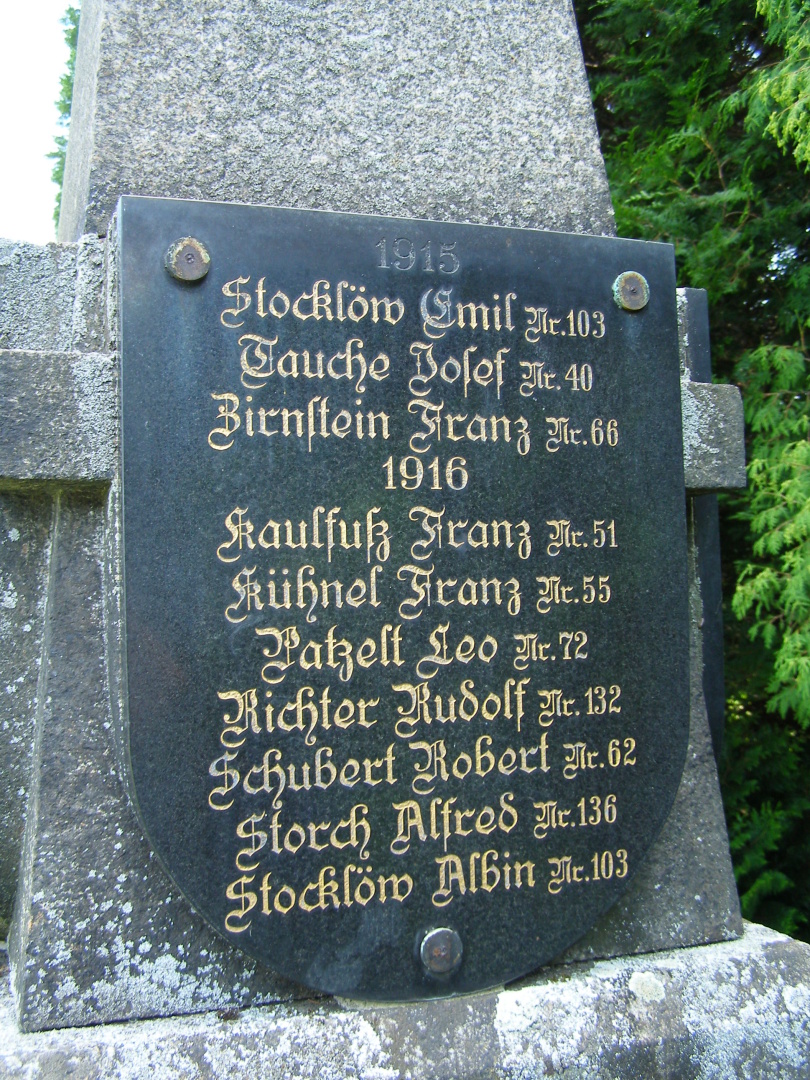 1915
Stocklöw Emil Nr. 103
Tauche Josef Nr. 40
Birnstein Franz Nr. 66
1916
Kaulfuß Franz Nr. 51
Kühnel Franz Nr. 55
Patzelt Leo Nr. 72
Richter Rudolf Nr. 132
Schubert Robert Nr. 62
Storch Alfred Nr. 136
Stocklöw Albin Nr. 103